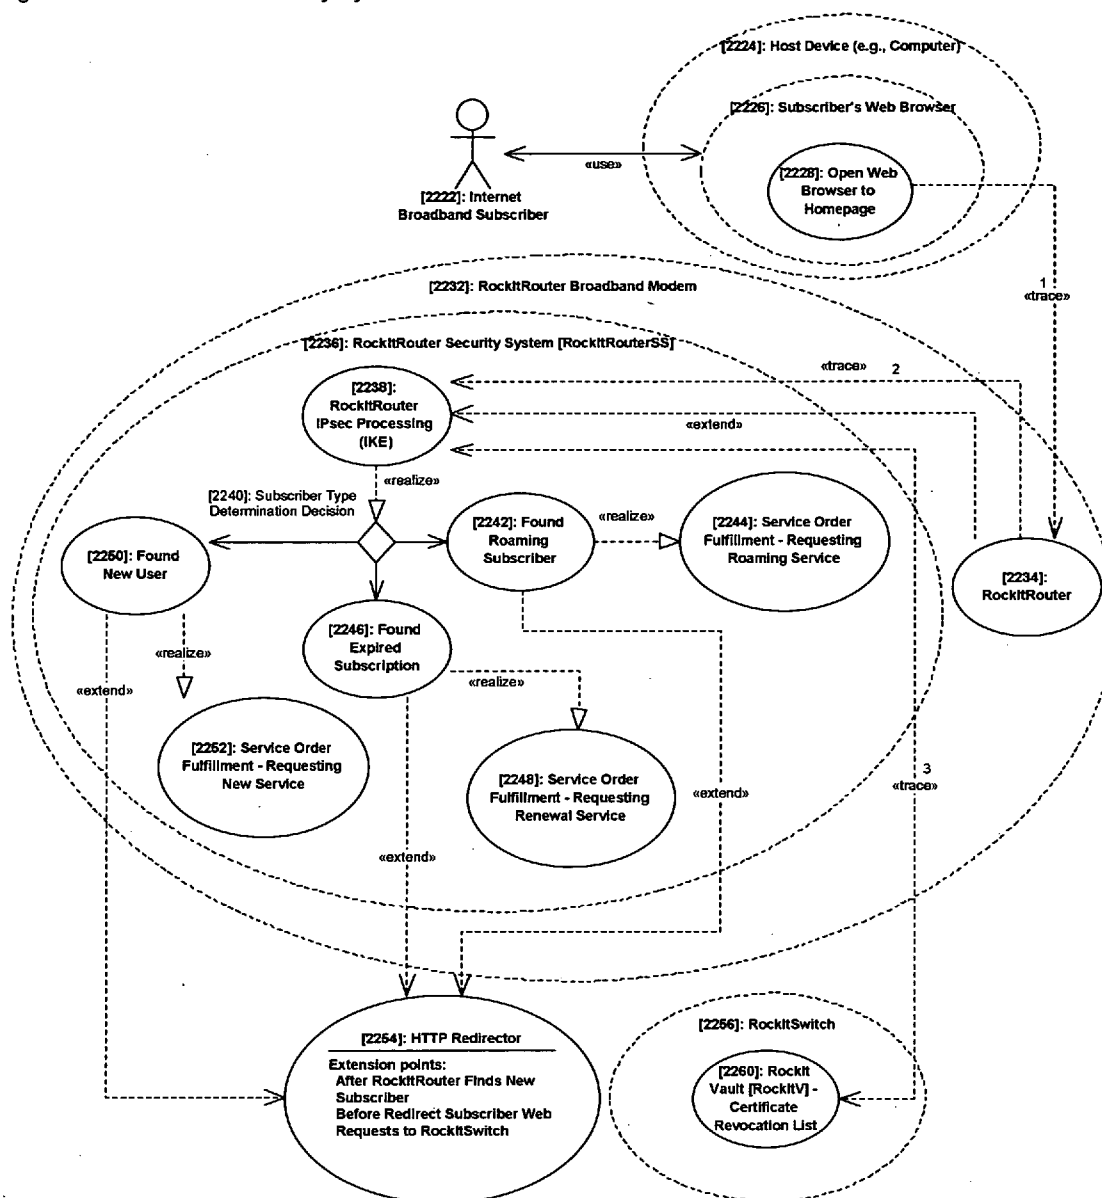 [2224]: Host Device (e.g., Computer)
[2226]: Subscriber's Web Browser
[2228]: Open Web
Browser to
Homepage
«use»
[2222]: Internet
Broadband Subscriber
1
«trace»
[2232]: RockItRouter Broadband Modem
[2236]: RockItRouter Security System [RockItRouterSS]
[2238]:
RockItRouter
IPsec Processing
(IKE)
«trace» 2
«extend»
«realize»
[2240]: Subscriber Type
Determination Decision
[2242]: Found
Roaming
Subscriber
«realize»
[2244]: Service Order
Fulfillment - Requesting
Roaming Service
[2250]: Found
New User
[2234]:
RockItRouter
[2246]: Found
Expired
Subscription
«realize»
«realize»
«extend»
[2252]: Service Order
Fulfillment - Requesting
New Service
[2248]: Service Order
Fulfillment - Requesting
Renewal Service
«extend»
3
«trace»
«extend»
[2254]: HTTP Redirector
Extension points:
After RockItRouter Finds New
Subscriber
Before Redirect Subscriber Web
Requests to RockItSwitch
[2256]: RockItSwitch
[2260]: RockIt
Vault [RockItV] -
Certificate
Revocation List